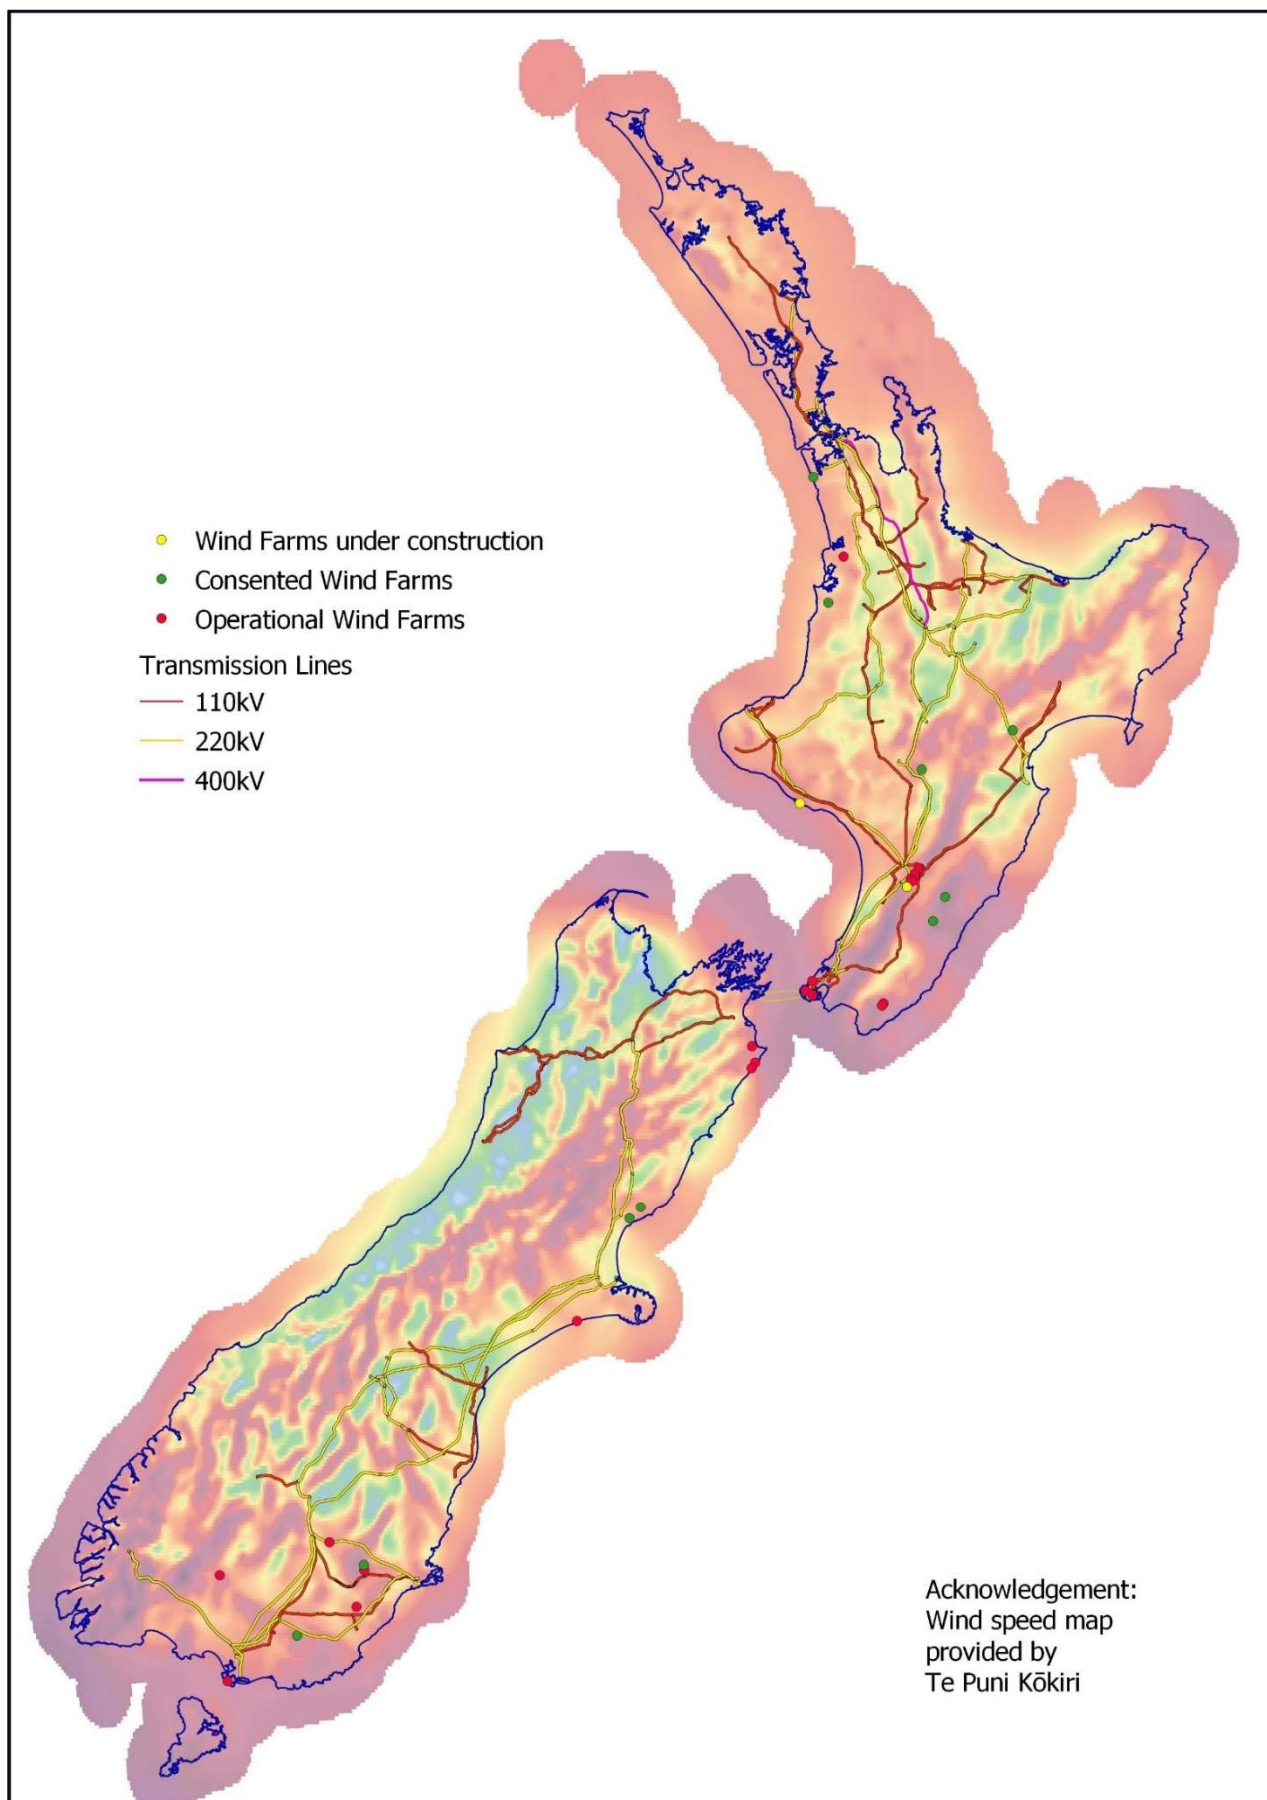 Wind Farms under construction
Consented Wind Farms
Operational Wind Farms
Transmission Lines
110kV
220kV
400kV
Acknowledgement:
Wind speed map
provided by
Te Puni Kōkiri